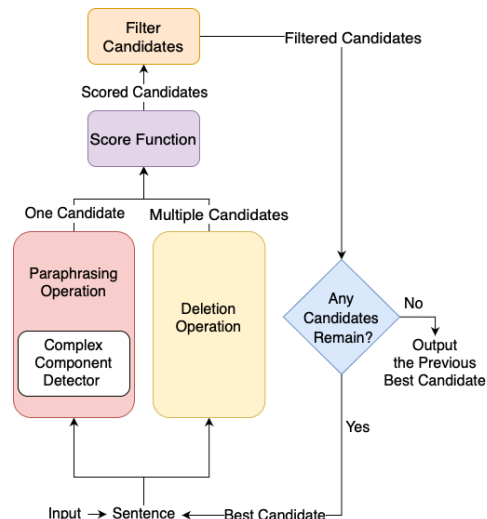 Filter
Candidates
Filtered Candidates
Scored Candidates
Score Function
One Candidate
Multiple Candidates
Paraphrasing
Operation
Complex
Component
Detector
Deletion
Operation
Any
Candidates
Remain?
No
Output
the Previous
Best Candidate
Yes
Input
Sentence
Best Candidate